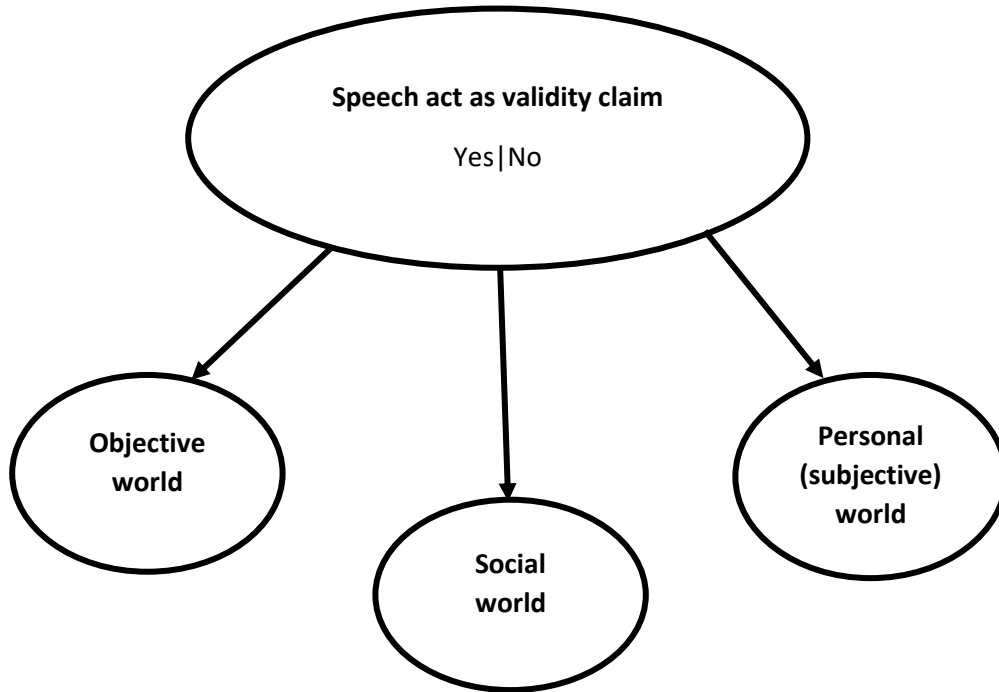 Speech act as validity claim
Yes|No
Objective
world
Social
world
Personal
(subjective)
world